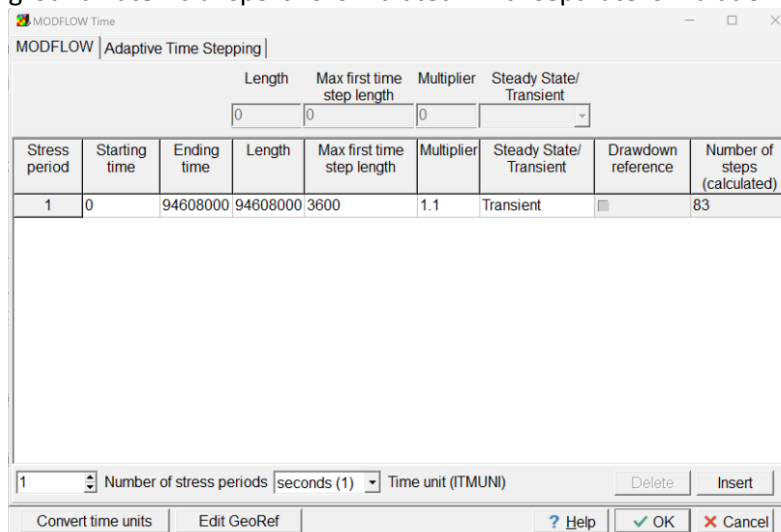 MODFLOW Time
MODFLOW Adaptive Time Stepping
Length Max first time step length Multiplier Steady State/ Transient
0 0 0
Stress period Starting time Ending time Length Max first time step length Multiplier Steady State/ Transient Drawdown reference Number of steps (calculated)
1 0 94608000 94608000 3600 1.1 Transient 83
1 Number of stress periods seconds (1) Time unit (ITMUNI) Delete Insert
Convert time units Edit GeoRef ? Help OK Cancel